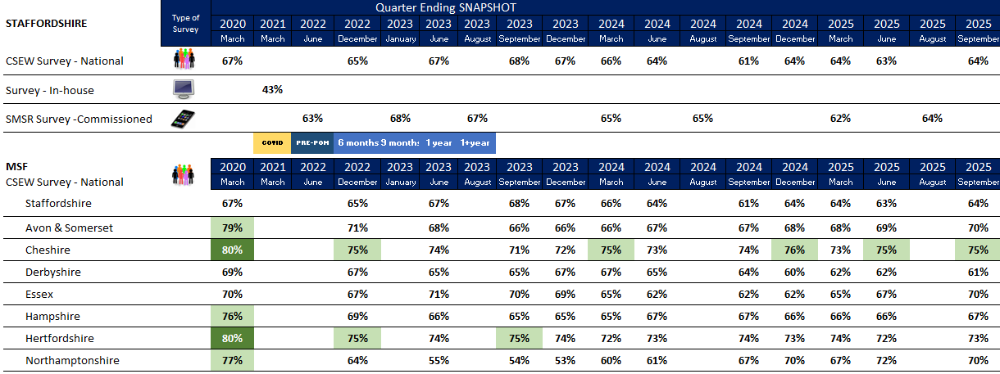 Quarter Ending SNAPSHOT
STAFFORDSHIRE Type of Survey 2020 2021 2022 2022 2023 2023 2023 2023 2023 2024 2024 2024 2024 2024 2025 2025 2025 2025
March March June December January June August September December March June August September December March June August September
CSEW Survey - National 67% 65% 67% 68% 67% 66% 64% 61% 64% 64% 63% 64%
Survey - In-house 43%
SMSR Survey -Commissioned 63% 68% 67% 65% 65% 62% 64%
COVID PRE-POM 6 months 9 month: 1 year 1+year
MSF 2020 2021 2022 2022 2023 2023 2023 2023 2023 2024 2024 2024 2024 2024 2025 2025 2025 2025
CSEW Survey - National March March June December January June August September December March June August September December March June August September
Staffordshire 67% 65% 67% 68% 67% 66% 64% 61% 64% 64% 63% 64%
Avon & Somerset 79% 71% 68% 66% 66% 66% 67% 67% 68% 68% 69% 70%
Cheshire 80% 75% 74% 71% 72% 75% 73% 74% 76% 73% 75% 75%
Derbyshire 69% 67% 65% 65% 67% 67% 65% 64% 60% 62% 62% 61%
Essex 70% 67% 71% 70% 69% 65% 62% 62% 62% 65% 67% 70%
Hampshire 76% 69% 66% 65% 65% 65% 67% 67% 66% 66% 66% 67%
Hertfordshire 80% 75% 74% 75% 74% 72% 73% 74% 73% 74% 72% 73%
Northamptonshire 77% 64% 55% 54% 53% 60% 61% 67% 70% 67% 72% 70%